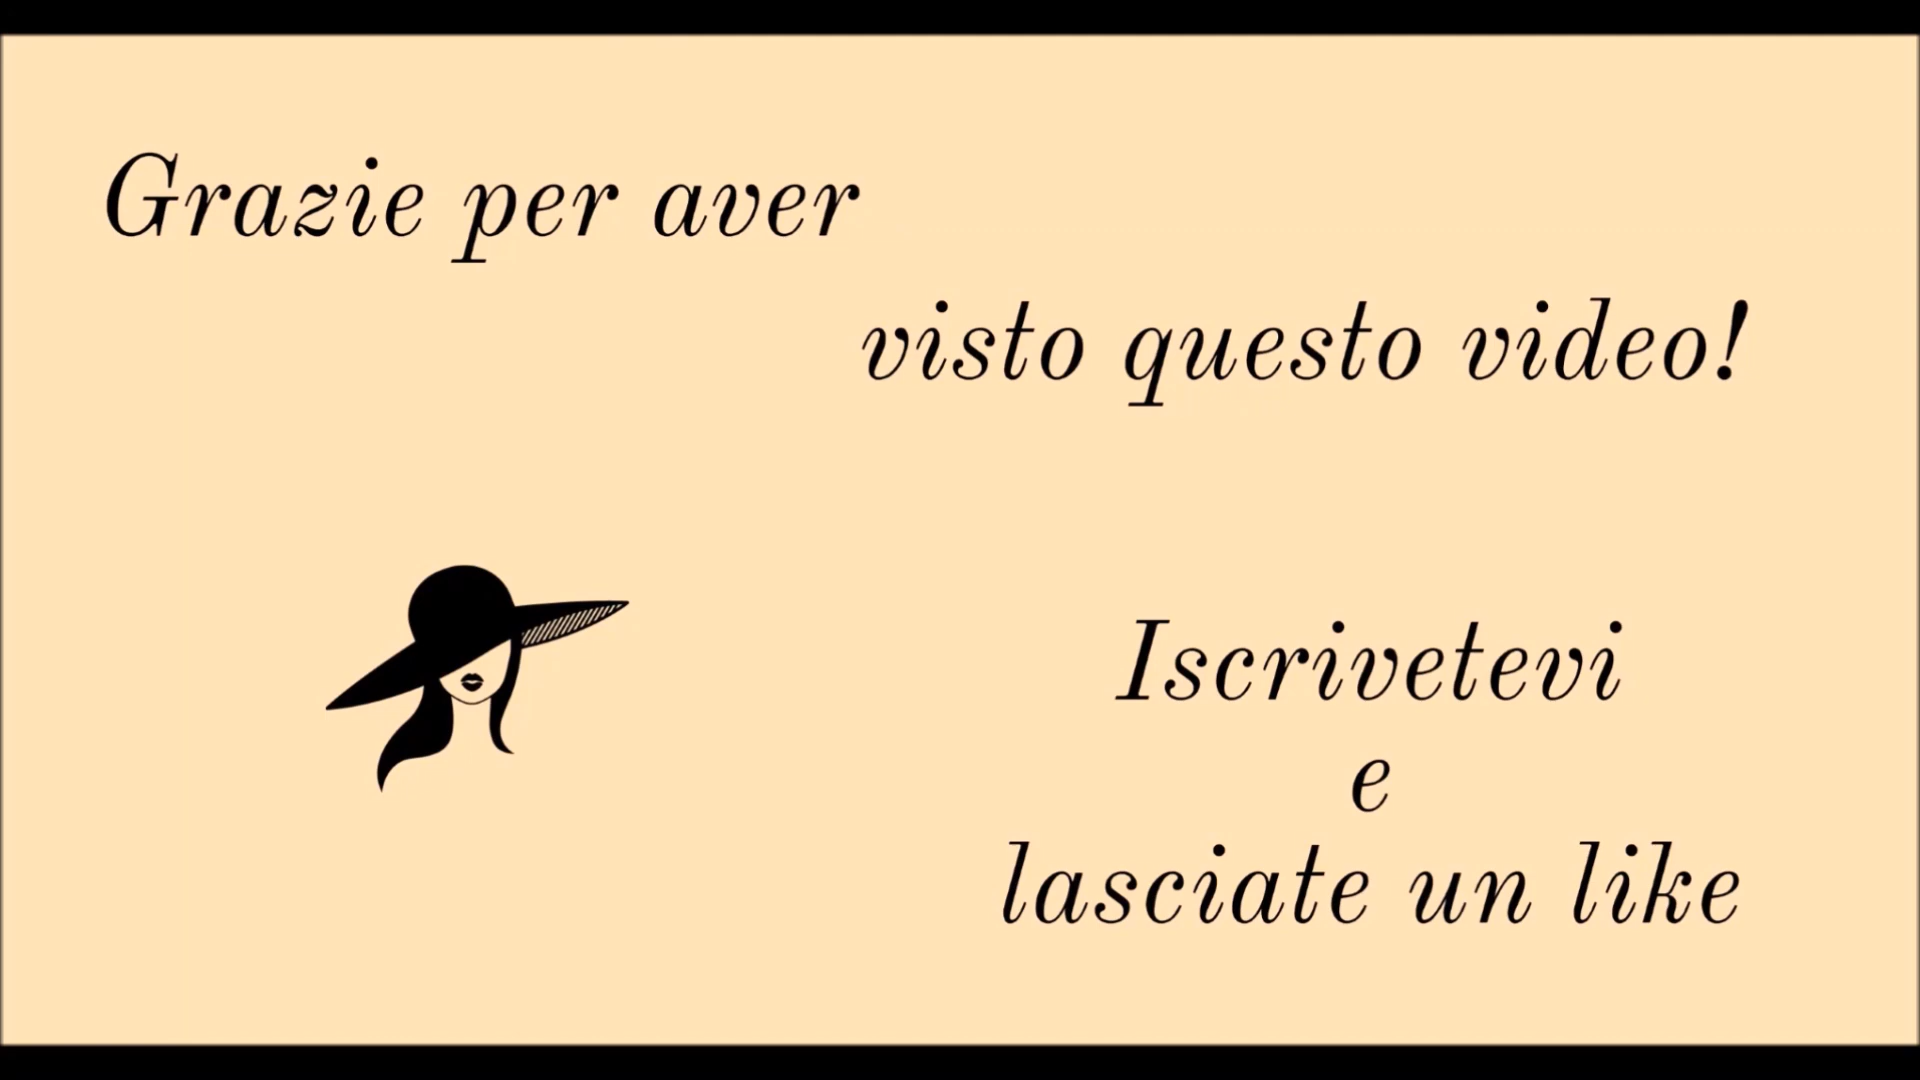 Grazie per aver
visto questo video!
Iscrivetevi
e
lasciate un like